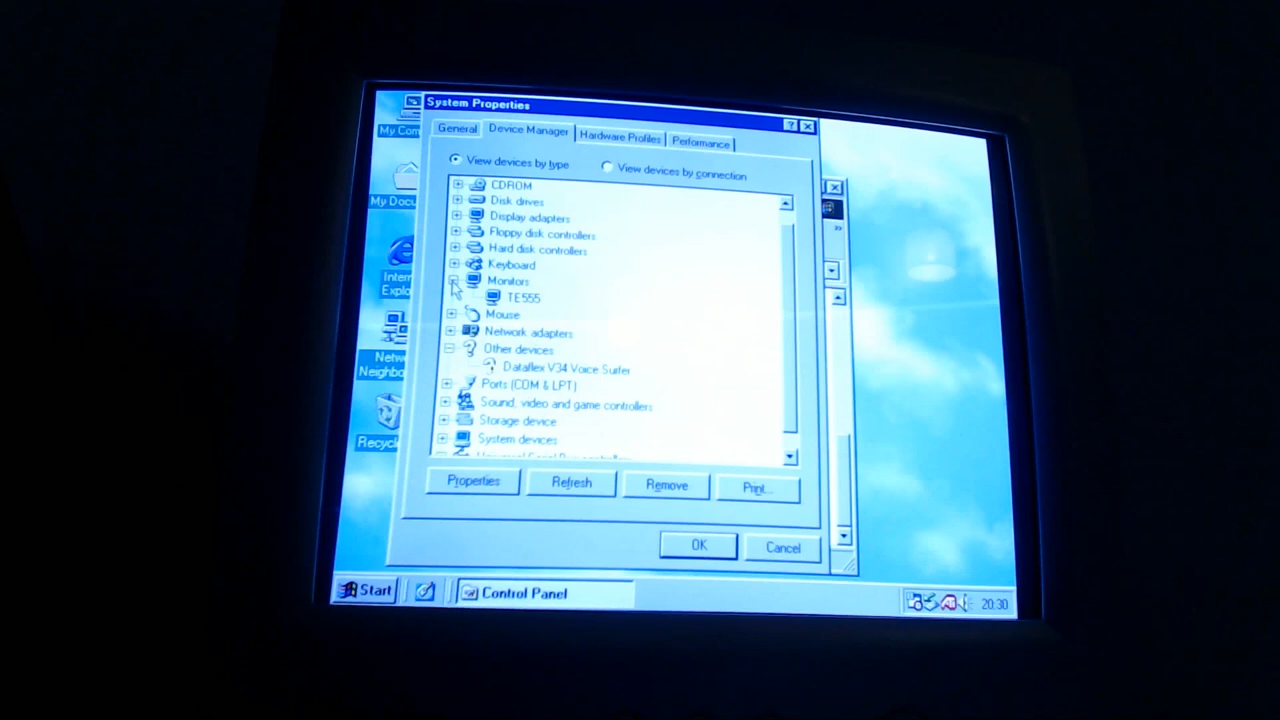 System Properties
General
Device Manager
Hardware Profiles
Performance
View devices by type
View devices by connection
CDROM
Disk drives
Display adapters
Floppy disk controllers
Hard disk controllers
Keyboard
Monitors
TE555
Mouse
Network adapters
Other devices
Dataflex V34 Voice Surfer
Ports (COM & LPT)
Sound, video and game controllers
Storage device
System devices
Properties
Refresh
Remove
Print...
OK
Cancel
My Com
My Docu
Intern
Explo
Netw
Neighbo
Recycl
Start
Control Panel
20:30